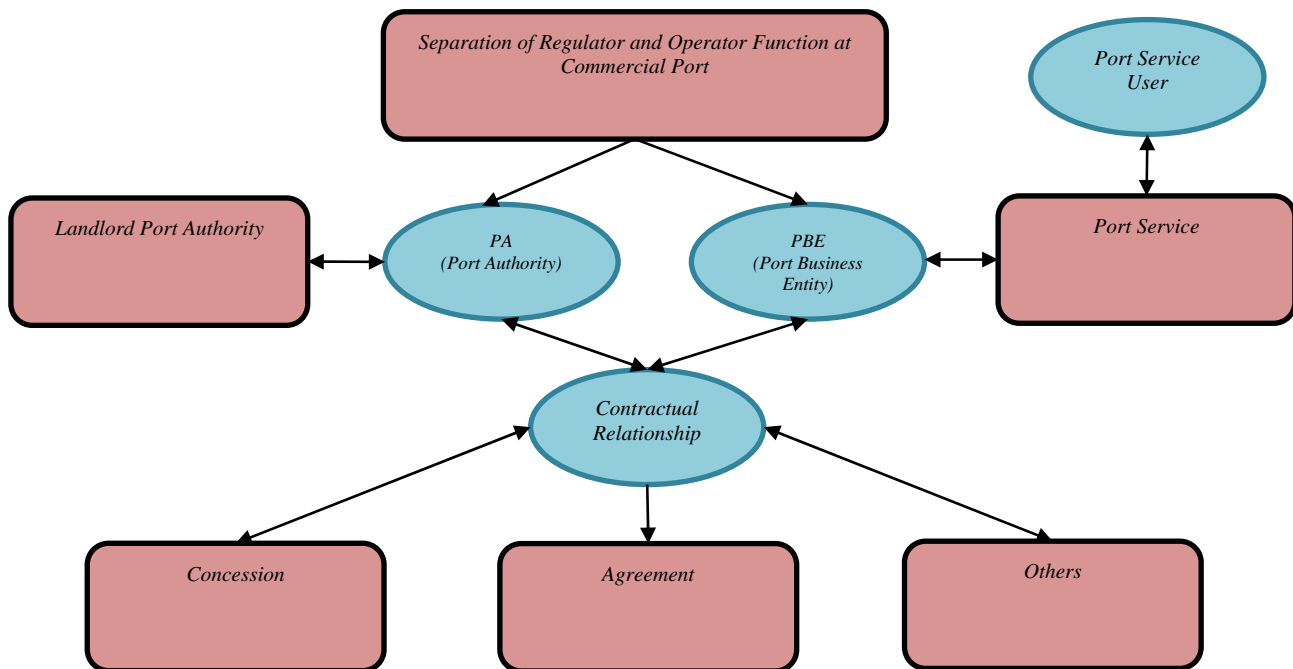 Separation of Regulator and Operator Function at
Commercial Port
Port Service
User
Landlord Port Authority
PA
(Port Authority)
PBE
(Port Business
Entity)
Port Service
Contractual
Relationship
Concession
Agreement
Others